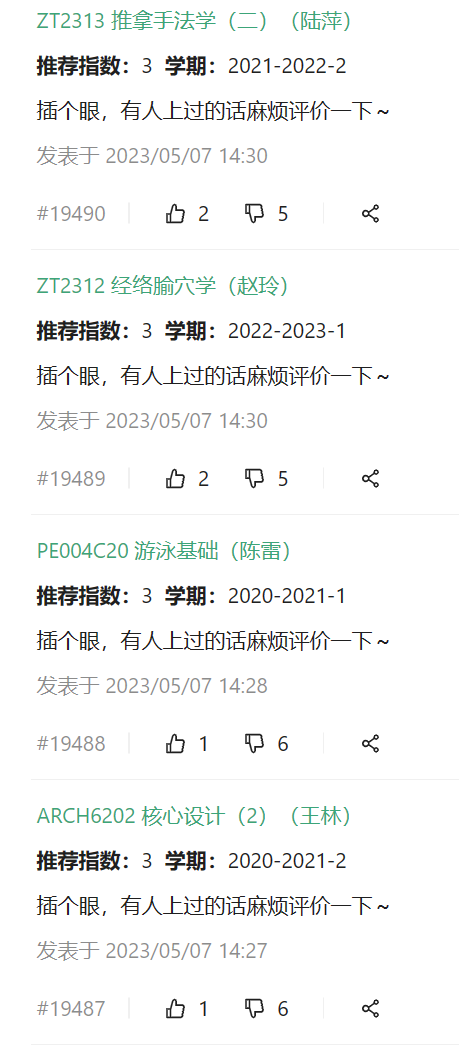 ZT2313 推拿手法学（二）（陆萍）
推荐指数：3 学期：2021-2022-2
插个眼，有人上过的话麻烦评价一下~
发表于 2023/05/07 14:30
#19490 2 5
ZT2312 经络腧穴学（赵玲）
推荐指数：3 学期：2022-2023-1
插个眼，有人上过的话麻烦评价一下~
发表于 2023/05/07 14:30
#19489 2 5
PE004C20 游泳基础（陈雷）
推荐指数：3 学期：2020-2021-1
插个眼，有人上过的话麻烦评价一下~
发表于 2023/05/07 14:28
#19488 1 6
ARCH6202 核心设计（2）（王林）
推荐指数：3 学期：2020-2021-2
插个眼，有人上过的话麻烦评价一下~
发表于 2023/05/07 14:27
#19487 1 6